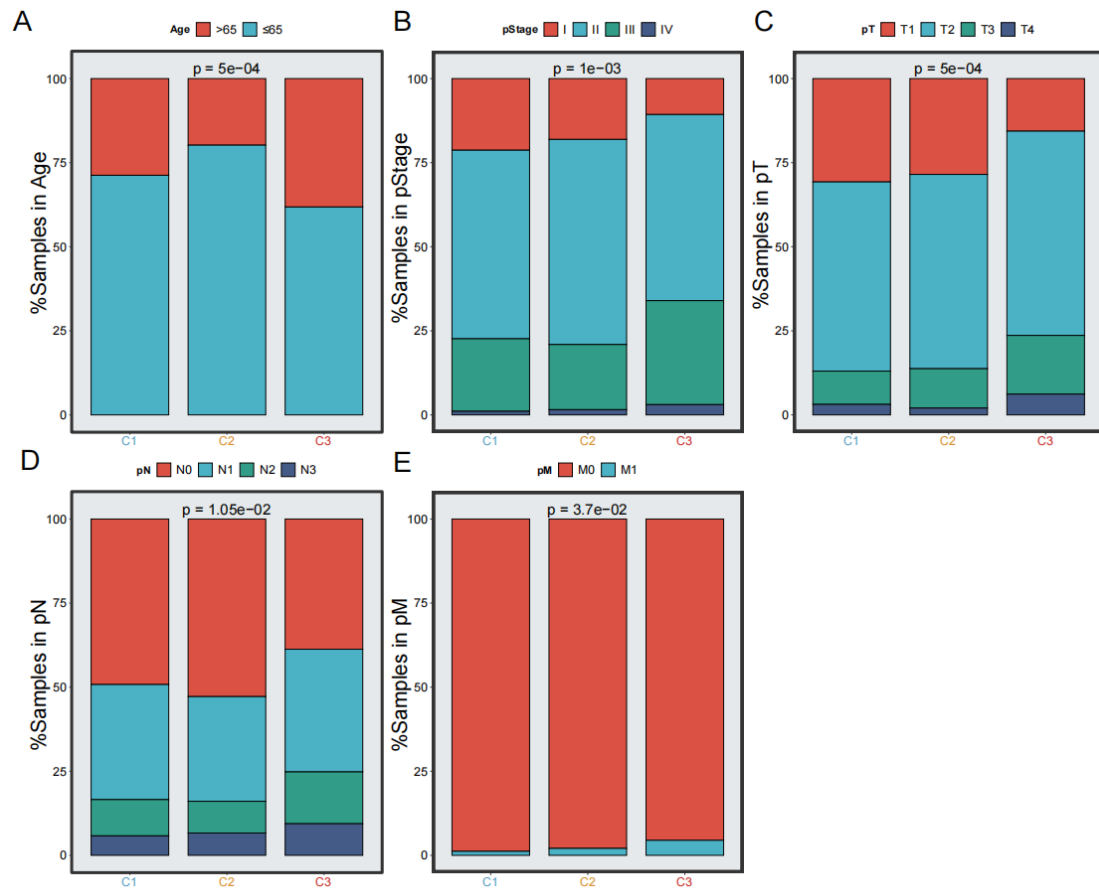 A
Age >65 ≤65
p = 5e−04
%Samples in Age
100
75
50
25
0
C1 C2 C3
B
pStage I II III IV
p = 1e−03
%Samples in pStage
100
75
50
25
0
C1 C2 C3
C
pT T1 T2 T3 T4
p = 5e−04
%Samples in pT
100
75
50
25
0
C1 C2 C3
D
pN N0 N1 N2 N3
p = 1.05e−02
%Samples in pN
100
75
50
25
0
C1 C2 C3
E
pM M0 M1
p = 3.7e−02
%Samples in pM
100
75
50
25
0
C1 C2 C3